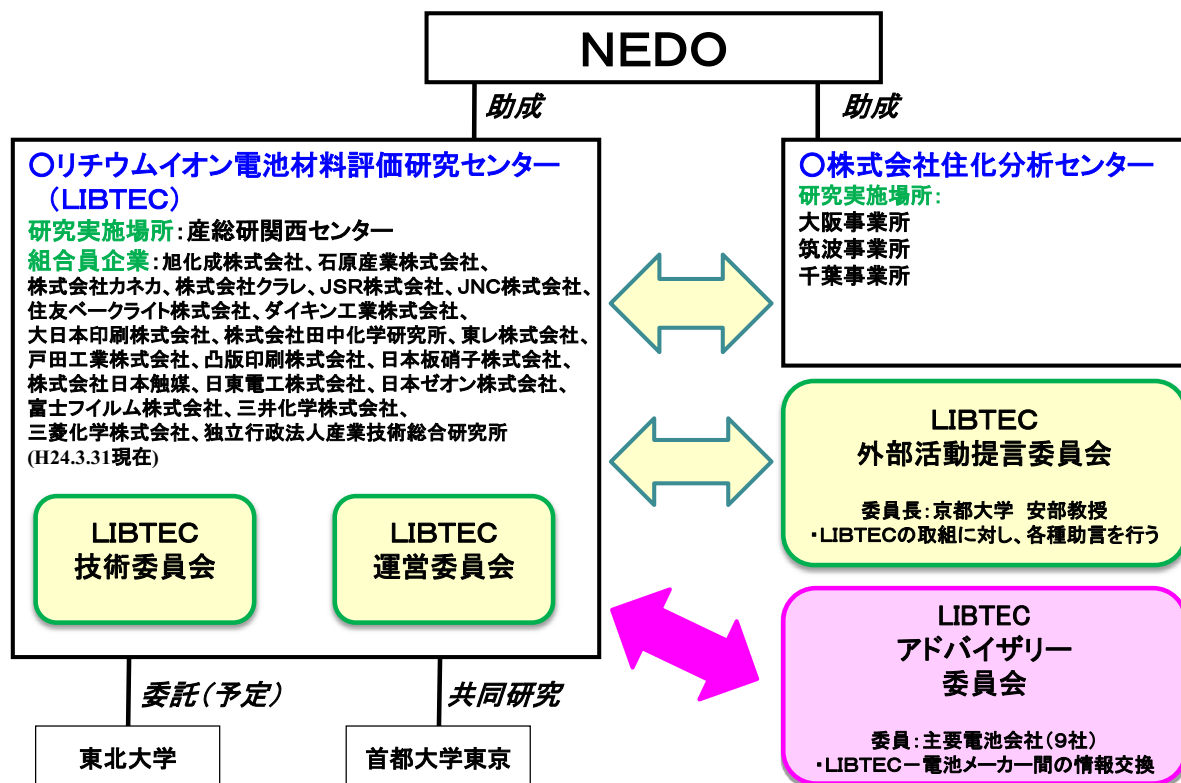 NEDO
助成
助成
○リチウムイオン電池材料評価研究センター
（LIBTEC）
研究実施場所：産総研関西センター
組合員企業：旭化成株式会社、石原産業株式会社、
株式会社カネカ、株式会社クラレ、JSR株式会社、JNC株式会社、
住友ベークライト株式会社、ダイキン工業株式会社、
大日本印刷株式会社、株式会社田中化学研究所、東レ株式会社、
戸田工業株式会社、凸版印刷株式会社、日本板硝子株式会社、
株式会社日本触媒、日東電工株式会社、日本ゼオン株式会社、
富士フイルム株式会社、三井化学株式会社、
三菱化学株式会社、独立行政法人産業技術総合研究所
(H24.3.31現在)
LIBTEC
技術委員会
LIBTEC
運営委員会
○株式会社住化分析センター
研究実施場所：
大阪事業所
筑波事業所
千葉事業所
LIBTEC
外部活動提言委員会
委員長：京都大学　安部教授
・LIBTECの取組に対し、各種助言を行う
LIBTEC
アドバイザリー
委員会
委員：主要電池会社（9社）
・LIBTEC－電池メーカー間の情報交換
委託（予定）
共同研究
東北大学
首都大学東京